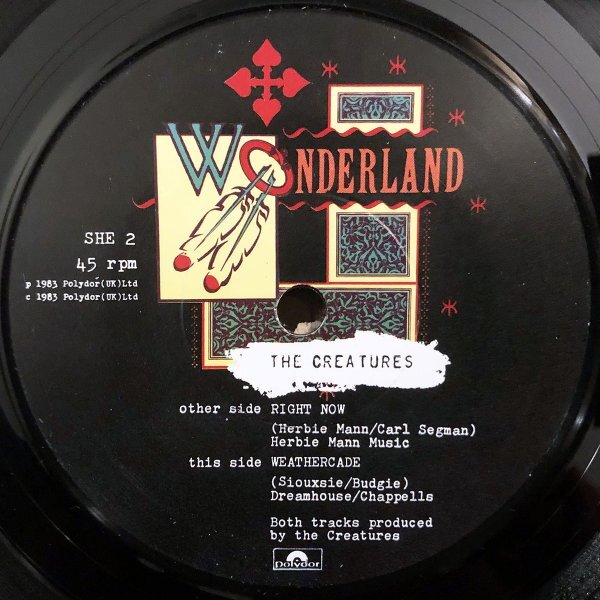 WONDERLAND
SHE 2
45 rpm
p 1983 Polydor(UK)Ltd
c 1983 Polydor(UK)Ltd
THE CREATURES
other side RIGHT NOW
(Herbie Mann/Carl Segman)
Herbie Mann Music
this side WEATHERCADE
(Siouxsie/Budgie)
Dreamhouse/Chappells
Both tracks produced
by the Creatures
polydor